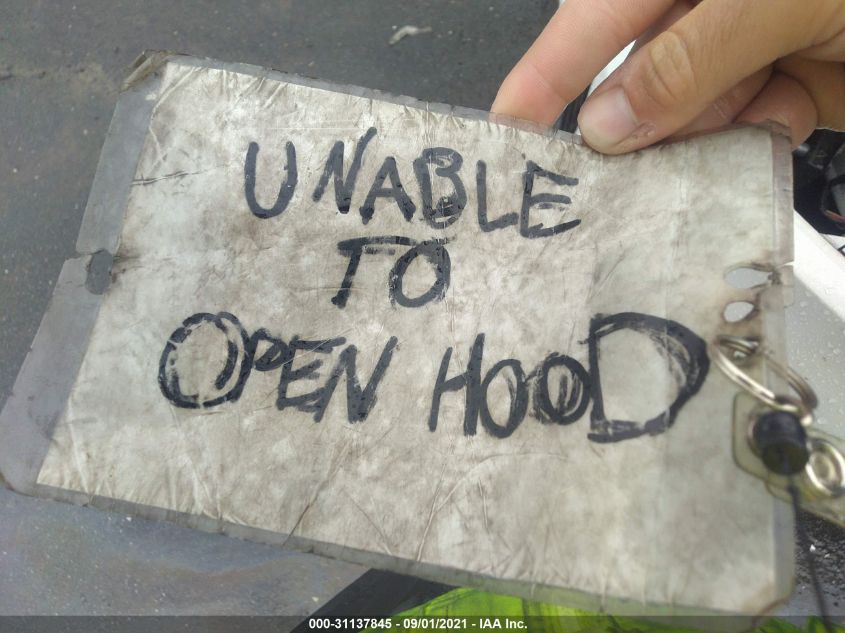 UNABLE
TO
OPEN HOOD
000-31137845 - 09/01/2021 - IAA Inc.